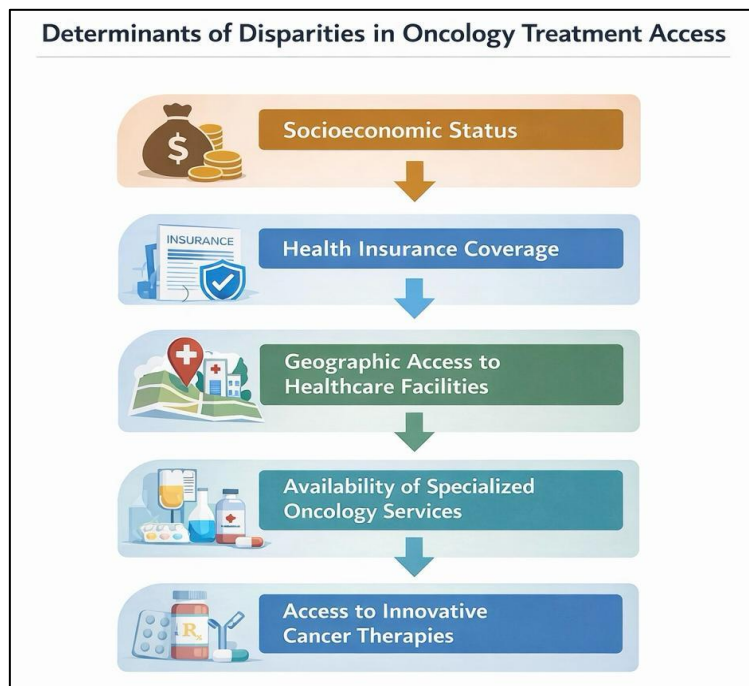 Determinants of Disparities in Oncology Treatment Access
$
Socioeconomic Status
INSURANCE
Health Insurance Coverage
Geographic Access to
Healthcare Facilities
Availability of Specialized
Oncology Services
Rx
Access to Innovative
Cancer Therapies